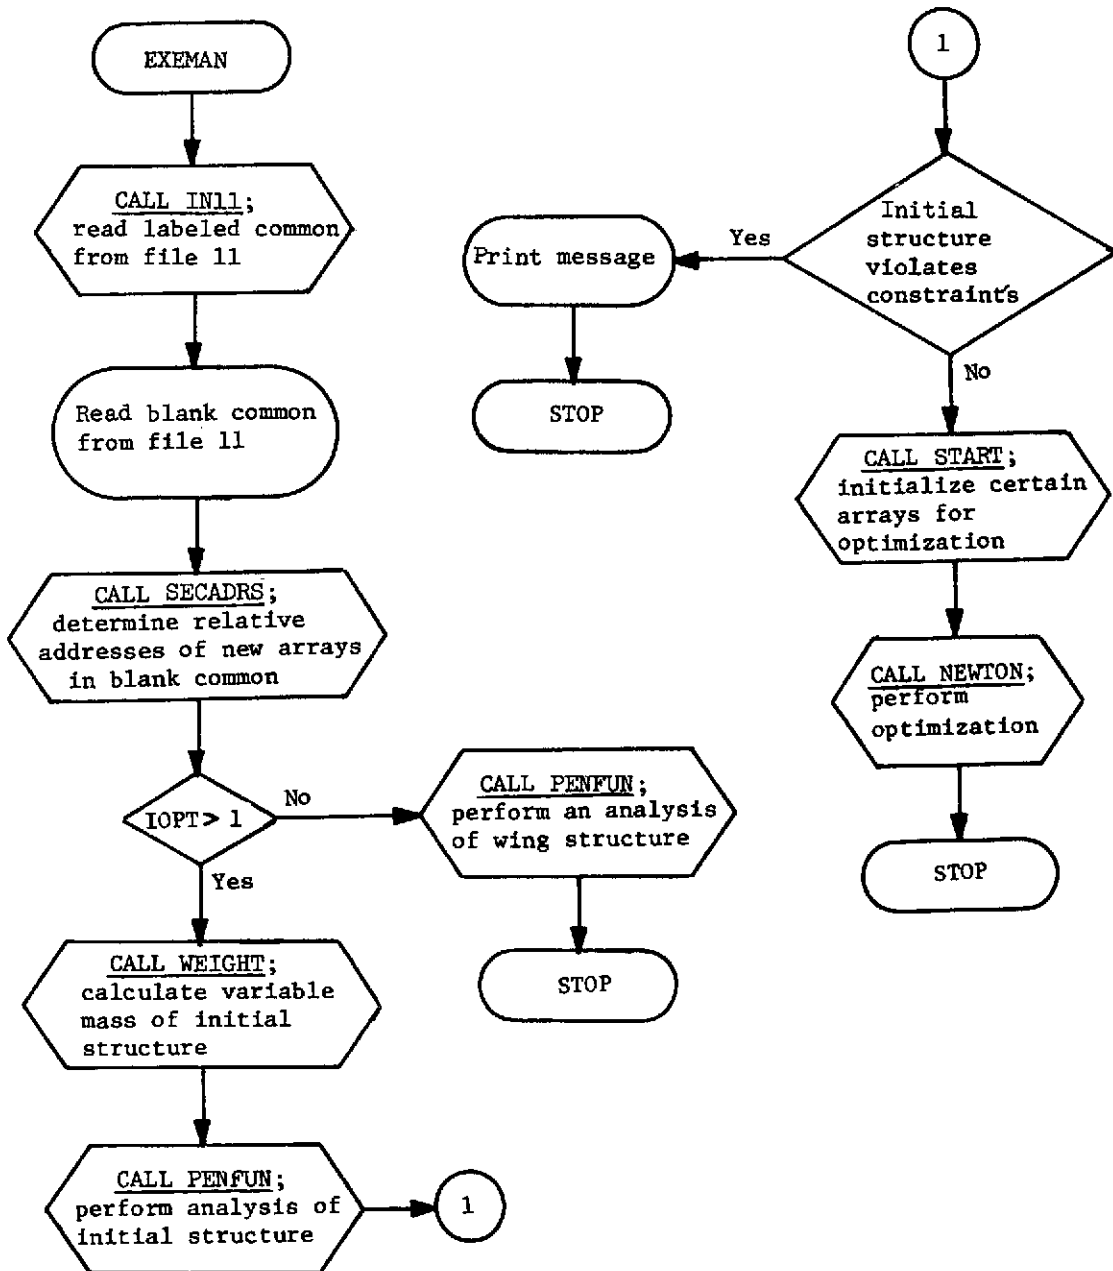 EXEMAN
CALL IN11;
read labeled common
from file 11
Read blank common
from file 11
CALL SECADRS;
determine relative
addresses of new arrays
in blank common
IOPT > 1
No
Yes
CALL PENFUN;
perform an analysis
of wing structure
STOP
CALL WEIGHT;
calculate variable
mass of initial
structure
CALL PENFUN;
perform analysis of
initial structure
1
1
Initial
structure
violates
constraints
Yes
Print message
STOP
No
CALL START;
initialize certain
arrays for
optimization
CALL NEWTON;
perform
optimization
STOP